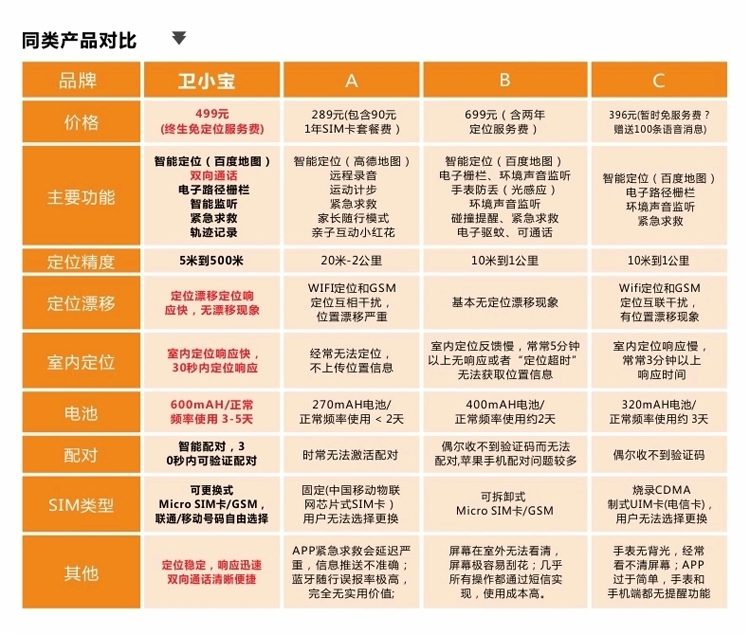 同类产品对比
品牌
卫小宝
A
B
C
价格
499元
(终生免定位服务费)
289元(包含90元
1年SIM卡套餐费)
699元(含两年
定位服务费)
396元(暂时免服务费?
赠送100条语音消息)
主要功能
智能定位(百度地图)
双向通话
电子路径栅栏
智能监听
紧急求救
轨迹记录
智能定位(高德地图)
远程录音
运动计步
紧急求救
家长随行模式
亲子互动小红花
智能定位(百度地图)
电子栅栏、环境声音监听
手表防丢(光感应)
环境声音监听
碰撞提醒、紧急求救
电子驱蚊、可通话
智能定位(百度地图)
电子路径栅栏
环境声音监听
紧急求救
定位精度
5米到500米
20米-2公里
10米到1公里
10米到1公里
定位漂移
定位漂移定位响
应快,无漂移现象
WIFI定位和GSM
定位互相干扰,
位置漂移严重
基本无定位漂移现象
Wifi定位和GSM
定位互联干扰,
有位置漂移现象
室内定位
室内定位响应快,
30秒内定位响应
经常无法定位,
不上传位置信息
室内定位反馈慢,常常5分钟
以上无响应或者“定位超时”
无法获取位置信息
室内定位响应慢,
常常3分钟以上
响应时间
电池
600mAH/正常
频率使用 3-5天
270mAH电池/
正常频率使用 < 2天
400mAH电池/
正常频率使用约2天
320mAH电池/
正常频率使用约 3天
配对
智能配对,3
0秒内可验证配对
时常无法激活配对
偶尔收不到验证码而无法
配对,苹果手机配对问题较多
偶尔收不到验证码
SIM类型
可更换式
Micro SIM卡/GSM,
联通/移动号码自由选择
固定(中国移动物联
网芯片式SIM卡)
用户无法选择更换
可拆卸式
Micro SIM卡/GSM
烧录CDMA
制式UIM卡(电信卡),
用户无法选择更换
其他
定位稳定,响应迅速
双向通话清晰便捷
APP紧急求救会延迟严
重,信息推送不准确;
蓝牙随行误报率极高,
完全无实用价值;
屏幕在室外无法看清,
屏幕极容易刮花;几乎
所有操作都通过短信实
现,使用成本高。
手表无背光,经常
看不清屏幕;APP
过于简单,手表和
手机端都无提醒功能